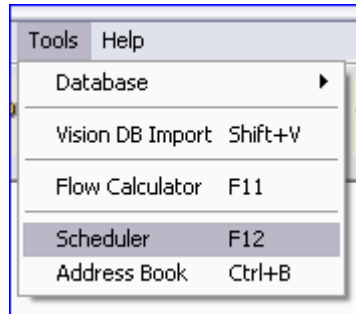 Tools Help
Database
Vision DB Import Shift+V
Flow Calculator F11
Scheduler F12
Address Book Ctrl+B